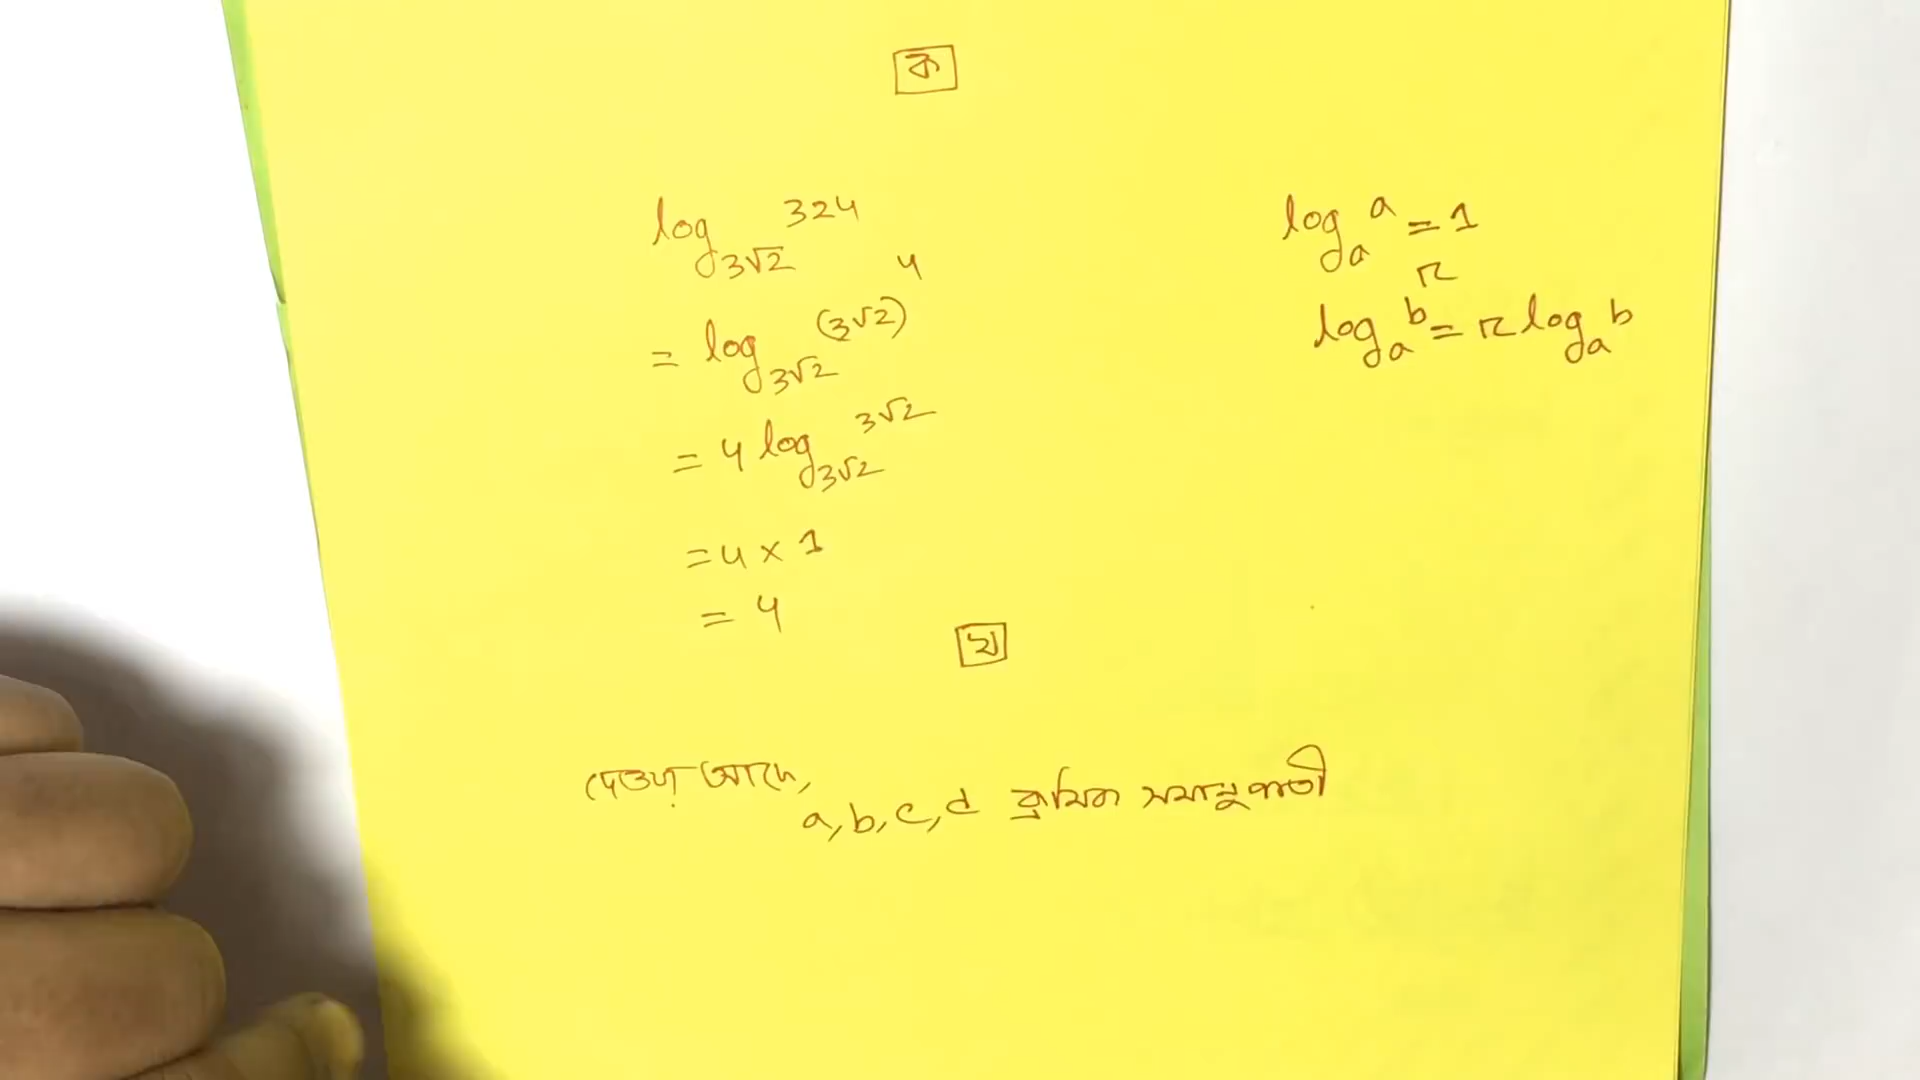 ক
log_{3√2} 324
= log_{3√2} (3√2)^4
= 4 log_{3√2} 3√2
= 4 × 1
= 4
log_a a = 1
log_a b^r = r log_a b
খ
দেওয়া আছে,
a, b, c, d ক্রমিক সমানুপাতী